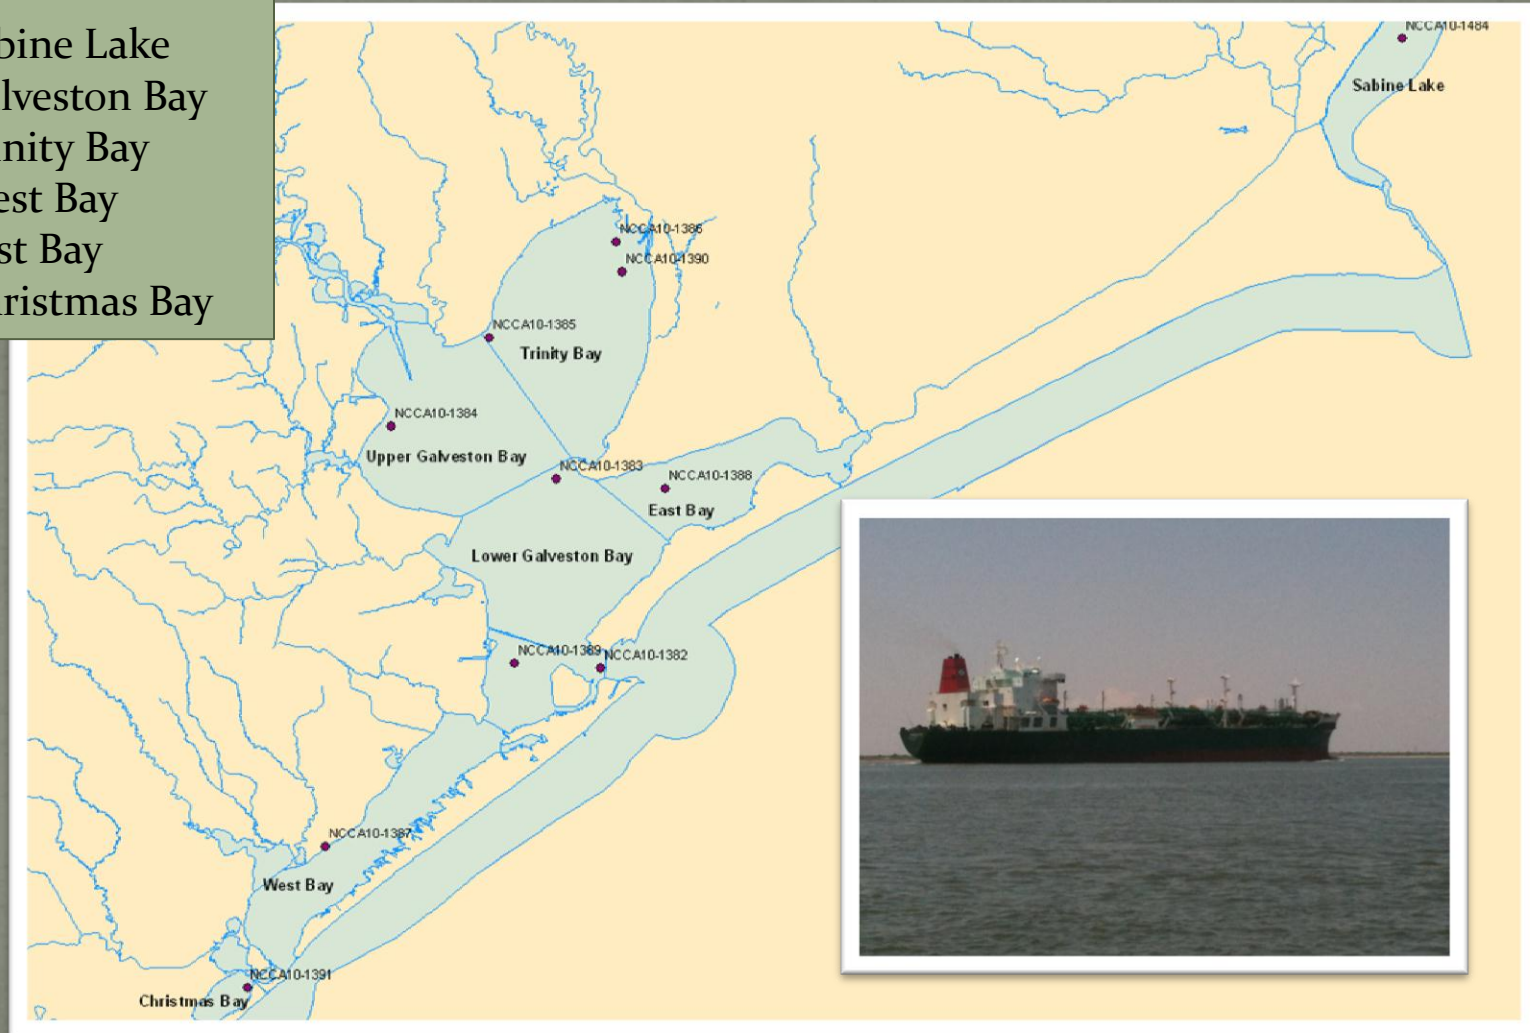 bine Lake
lveston Bay
inity Bay
est Bay
st Bay
ristmas Bay
NCCA10-1484
Sabine Lake
NCCA10-1386
NCCA10-1390
NCCA10-1385
Trinity Bay
NCCA10-1384
Upper Galveston Bay
NCCA10-1383
NCCA10-1388
East Bay
Lower Galveston Bay
NCCA10-1389
NCCA10-1382
NCCA10-1387
West Bay
NCCA10-1391
Christmas Bay